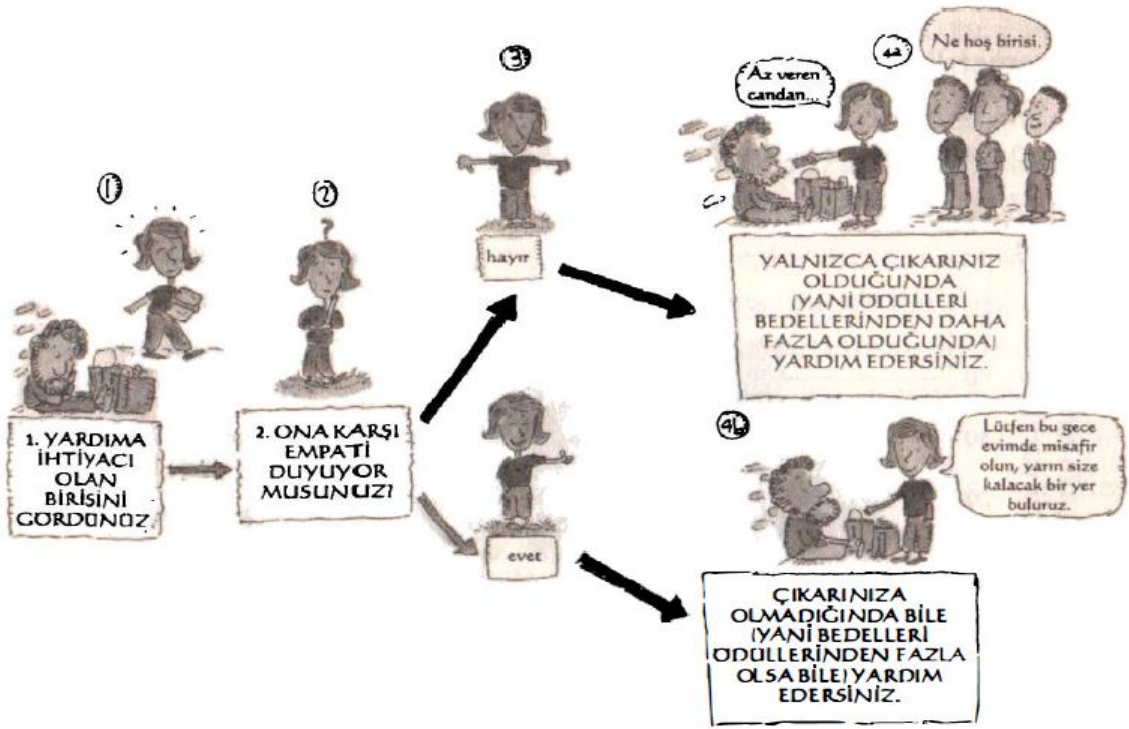 1
1. YARDIMA
İHTİYACI
OLAN
BİRİSİNİ
GÖRDÜNÜZ
2
?
2. ONA KARŞI
EMPATİ
DUYUYOR
MUSUNUZ?
3
hayır
evet
4a
Az veren
candan...
Ne hoş birisi.
YALNIZCA ÇIKARINIZ
OLDUĞUNDA
(YANİ ÖDÜLLERİ
BEDELLERİNDEN DAHA
FAZLA OLDUĞUNDA)
YARDIM EDERSİNİZ.
4b
Lütfen bu gece
evimde misafir
olun, yarın size
kalacak bir yer
buluruz.
ÇIKARINIZA
OLMADIĞINDA BİLE
(YANİ BEDELLERİ
ÖDÜLLERİNDEN FAZLA
OLSA BİLE) YARDIM
EDERSİNİZ.